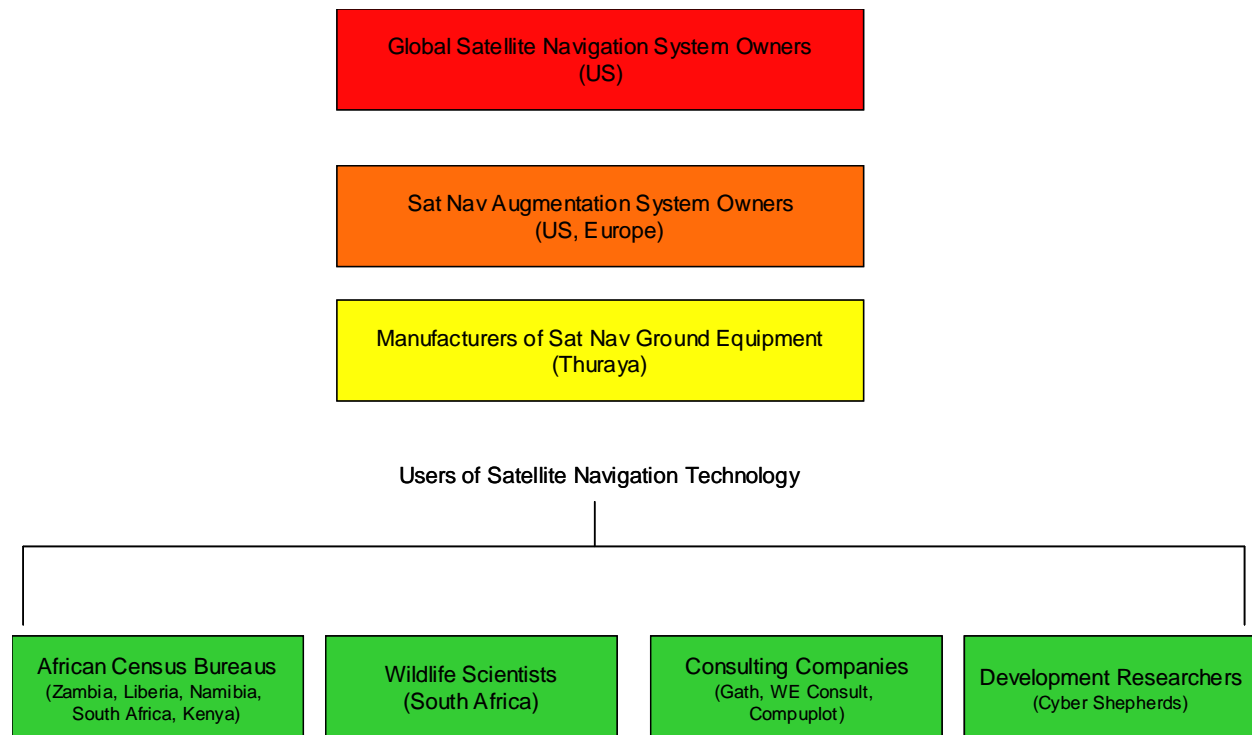 Global Satellite Navigation System Owners
(US)
Sat Nav Augmentation System Owners
(US, Europe)
Manufacturers of Sat Nav Ground Equipment
(Thuraya)
Users of Satellite Navigation Technology
African Census Bureaus
(Zambia, Liberia, Namibia,
South Africa, Kenya)
Wildlife Scientists
(South Africa)
Consulting Companies
(Gath, WE Consult,
Compuplot)
Development Researchers
(Cyber Shepherds)